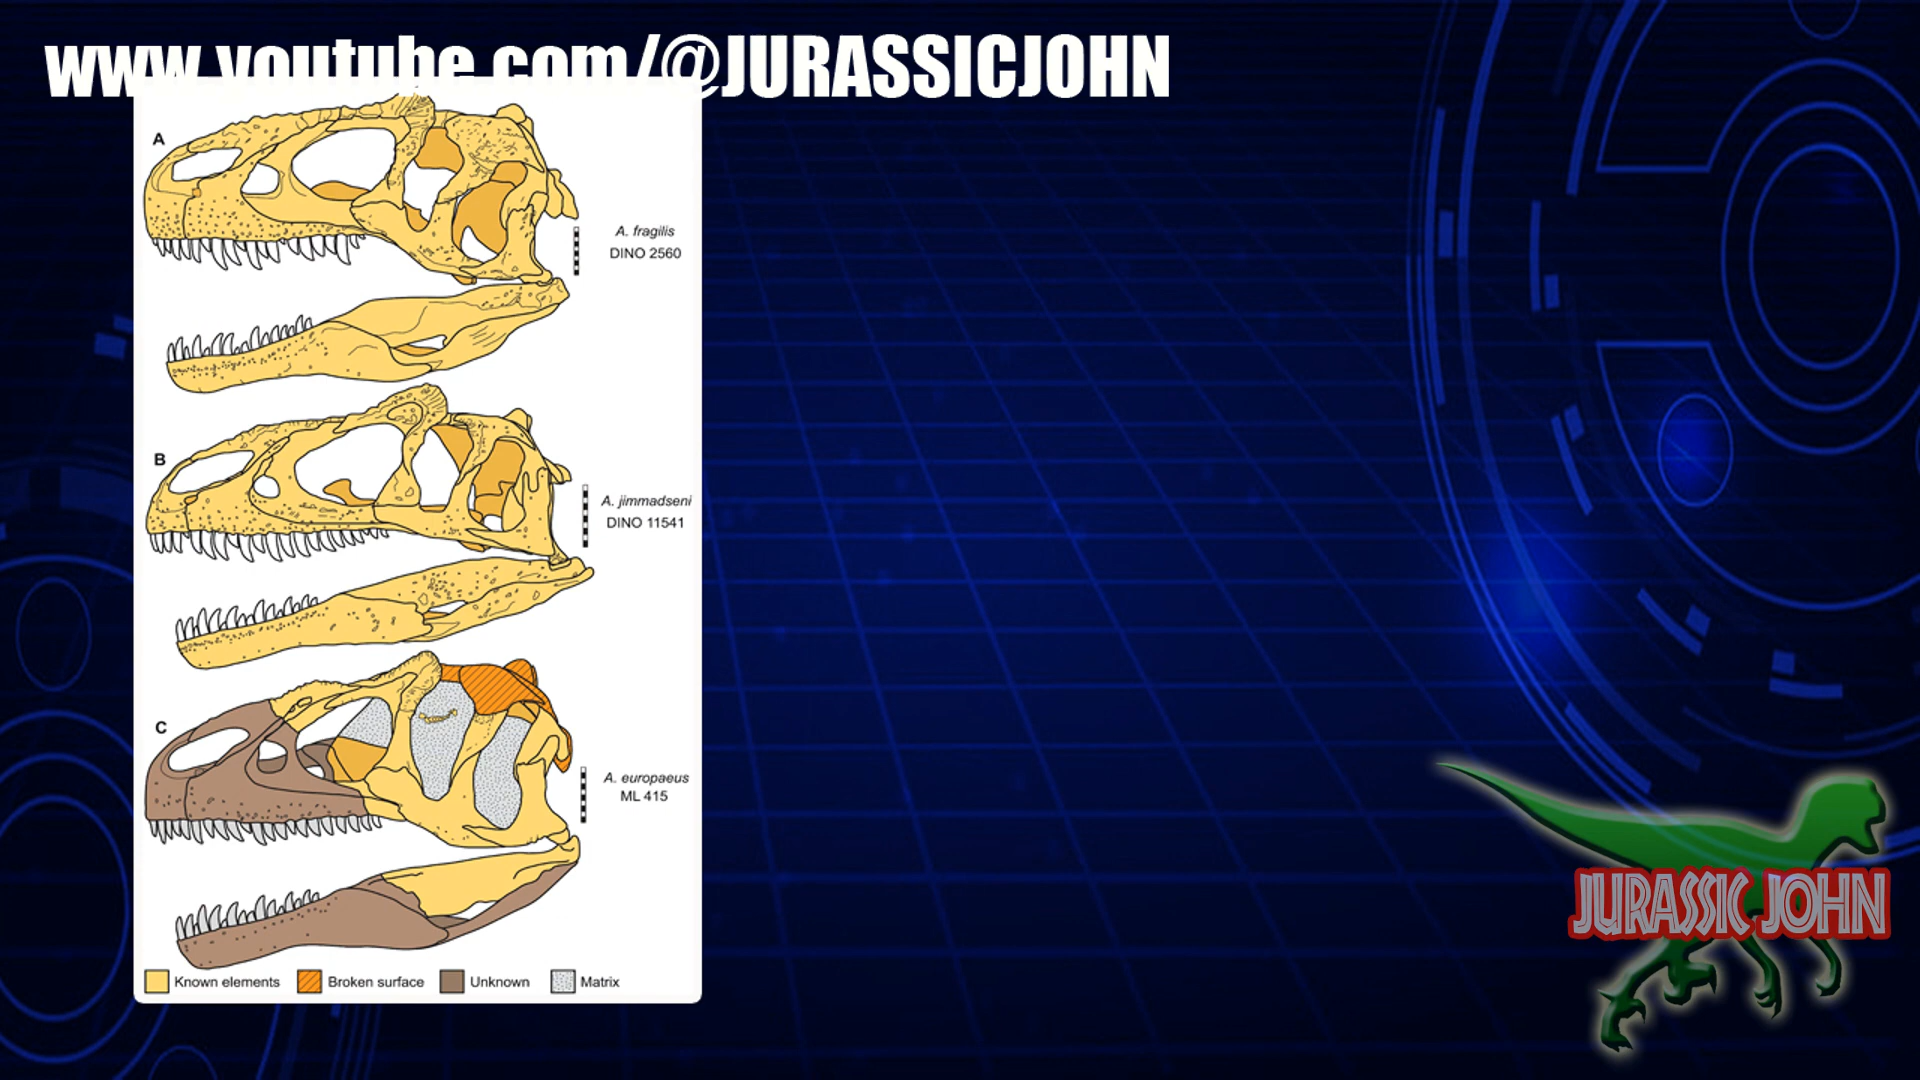 www.youtube.com/@JURASSICJOHN
A
A. fragilis
DINO 2560
B
A. jimmadseni
DINO 11541
C
A. europaeus
ML 415
Known elements
Broken surface
Unknown
Matrix
JURASSIC JOHN